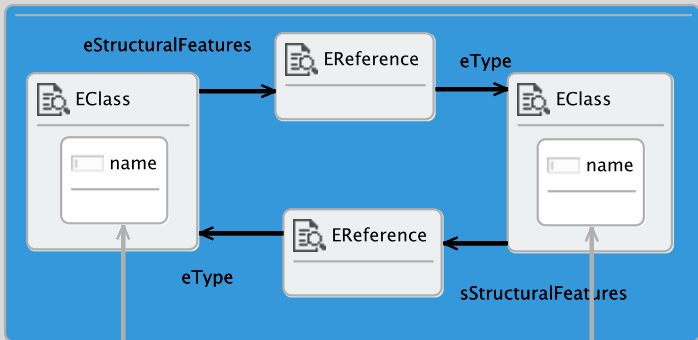 eStructuralFeatures
EReference
eType
EClass
EClass
name
name
EReference
eType
sStructuralFeatures